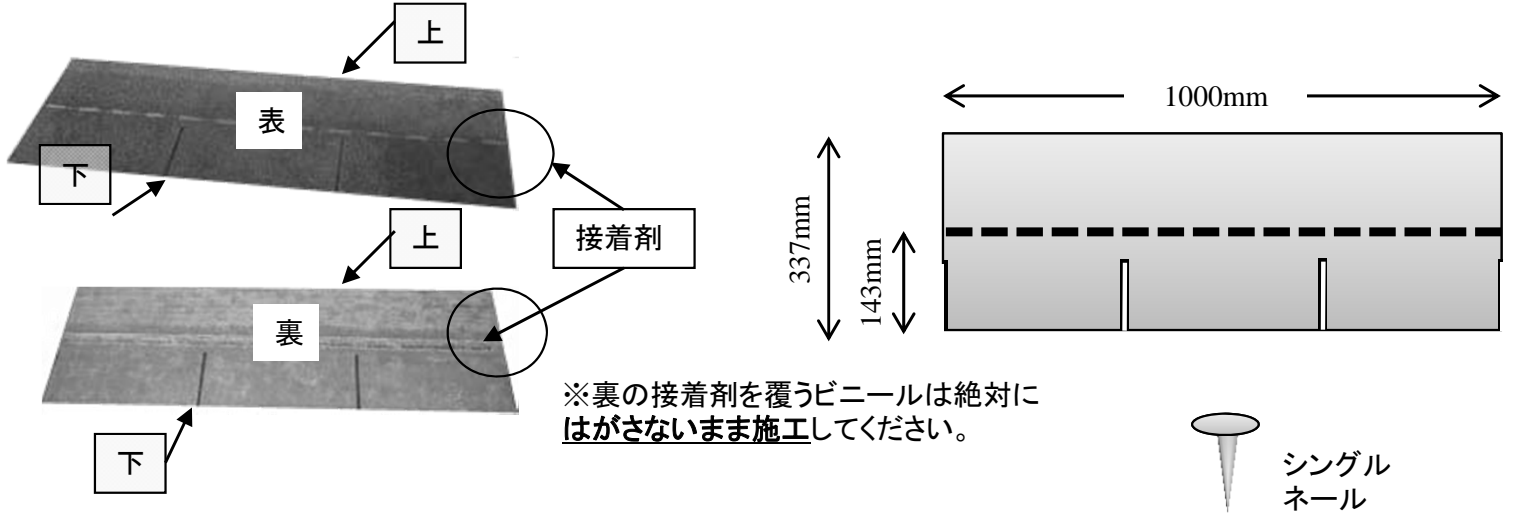 上
表
下
上
接着剤
裏
下
※裏の接着剤を覆うビニールは絶対に
はがさないまま施工してください。
1000mm
337mm
143mm
シングル
ネール